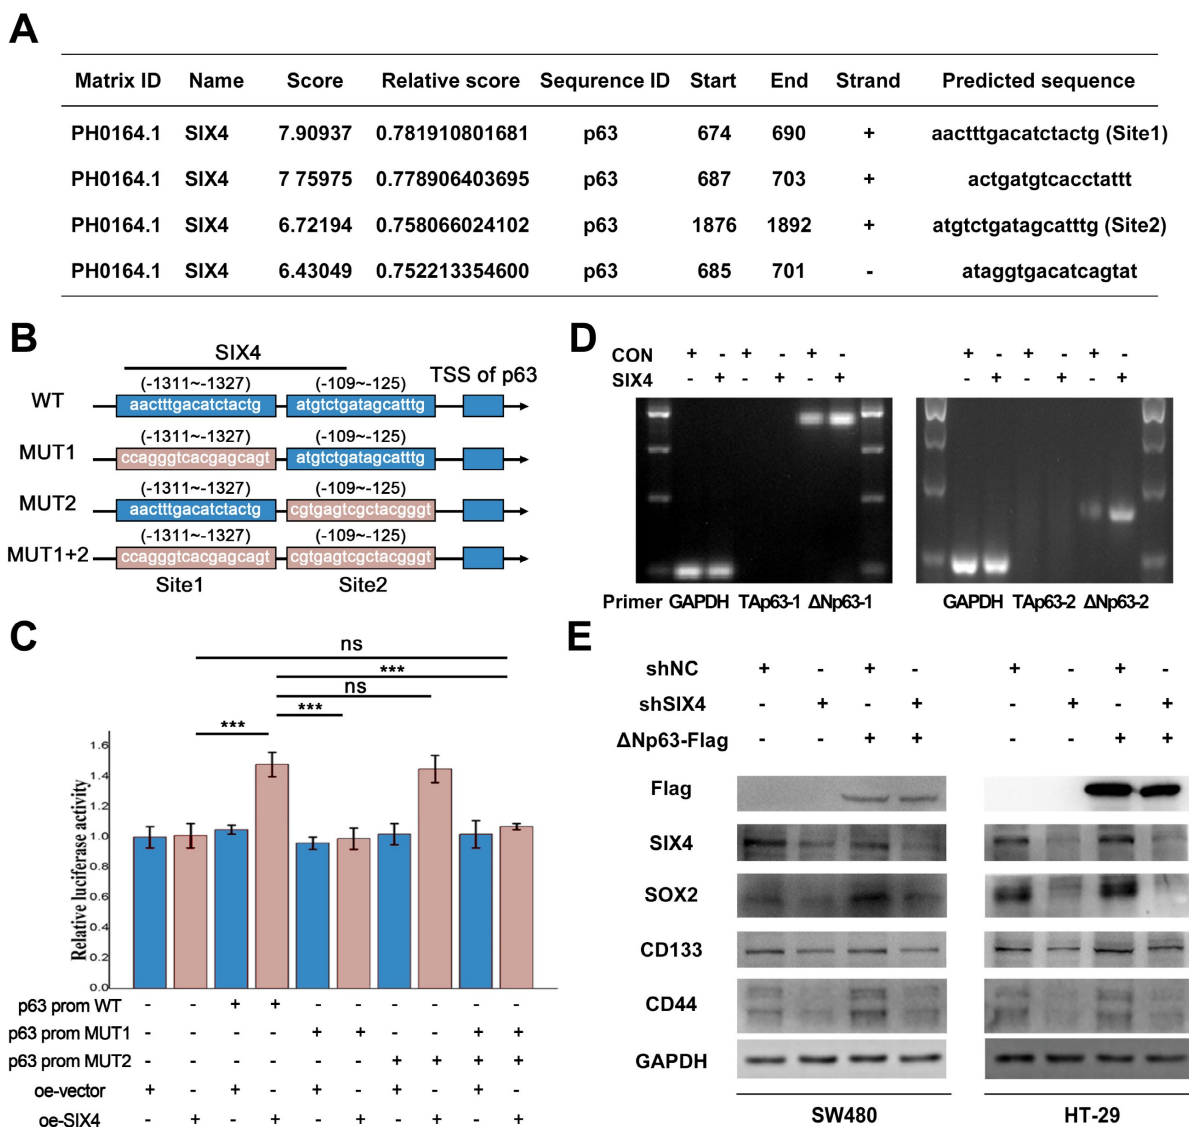 A
Matrix ID Name Score Relative score Sequrence ID Start End Strand Predicted sequence
PH0164.1 SIX4 7.90937 0.781910801681 p63 674 690 + aactttgacatctactg (Site1)
PH0164.1 SIX4 7 75975 0.778906403695 p63 687 703 + actgatgtcacctattt
PH0164.1 SIX4 6.72194 0.758066024102 p63 1876 1892 + atgtctgatagcatttg (Site2)
PH0164.1 SIX4 6.43049 0.752213354600 p63 685 701 - ataggtgacatcagtat
B
SIX4
TSS of p63
(-1311~-1327) (-109~-125)
WT aactttgacatctactg atgtctgatagcatttg
(-1311~-1327) (-109~-125)
MUT1 ccagggtcacgagcagt atgtctgatagcatttg
(-1311~-1327) (-109~-125)
MUT2 aactttgacatctactg cgtgagtcgctacgggt
(-1311~-1327) (-109~-125)
MUT1+2 ccagggtcacgagcagt cgtgagtcgctacgggt
Site1 Site2
C
ns
***
ns
***
***
Relative luciferase activity
1.6
1.4
1.2
1.0
0.8
0.6
0.4
0.2
0.0
p63 prom WT - - + + - - - - - -
p63 prom MUT1 - - - - + + - - + +
p63 prom MUT2 - - - - - - + + + +
oe-vector + - + - + - + - + -
oe-SIX4 - + - + - + - + - +
D
CON + - + - + - + - + - + -
SIX4 - + - + - + - + - + - +
Primer GAPDH TAp63-1 ΔNp63-1 GAPDH TAp63-2 ΔNp63-2
E
shNC + - + - + - + -
shSIX4 - + - + - + - +
ΔNp63-Flag - - + + - - + +
Flag
SIX4
SOX2
CD133
CD44
GAPDH
SW480 HT-29